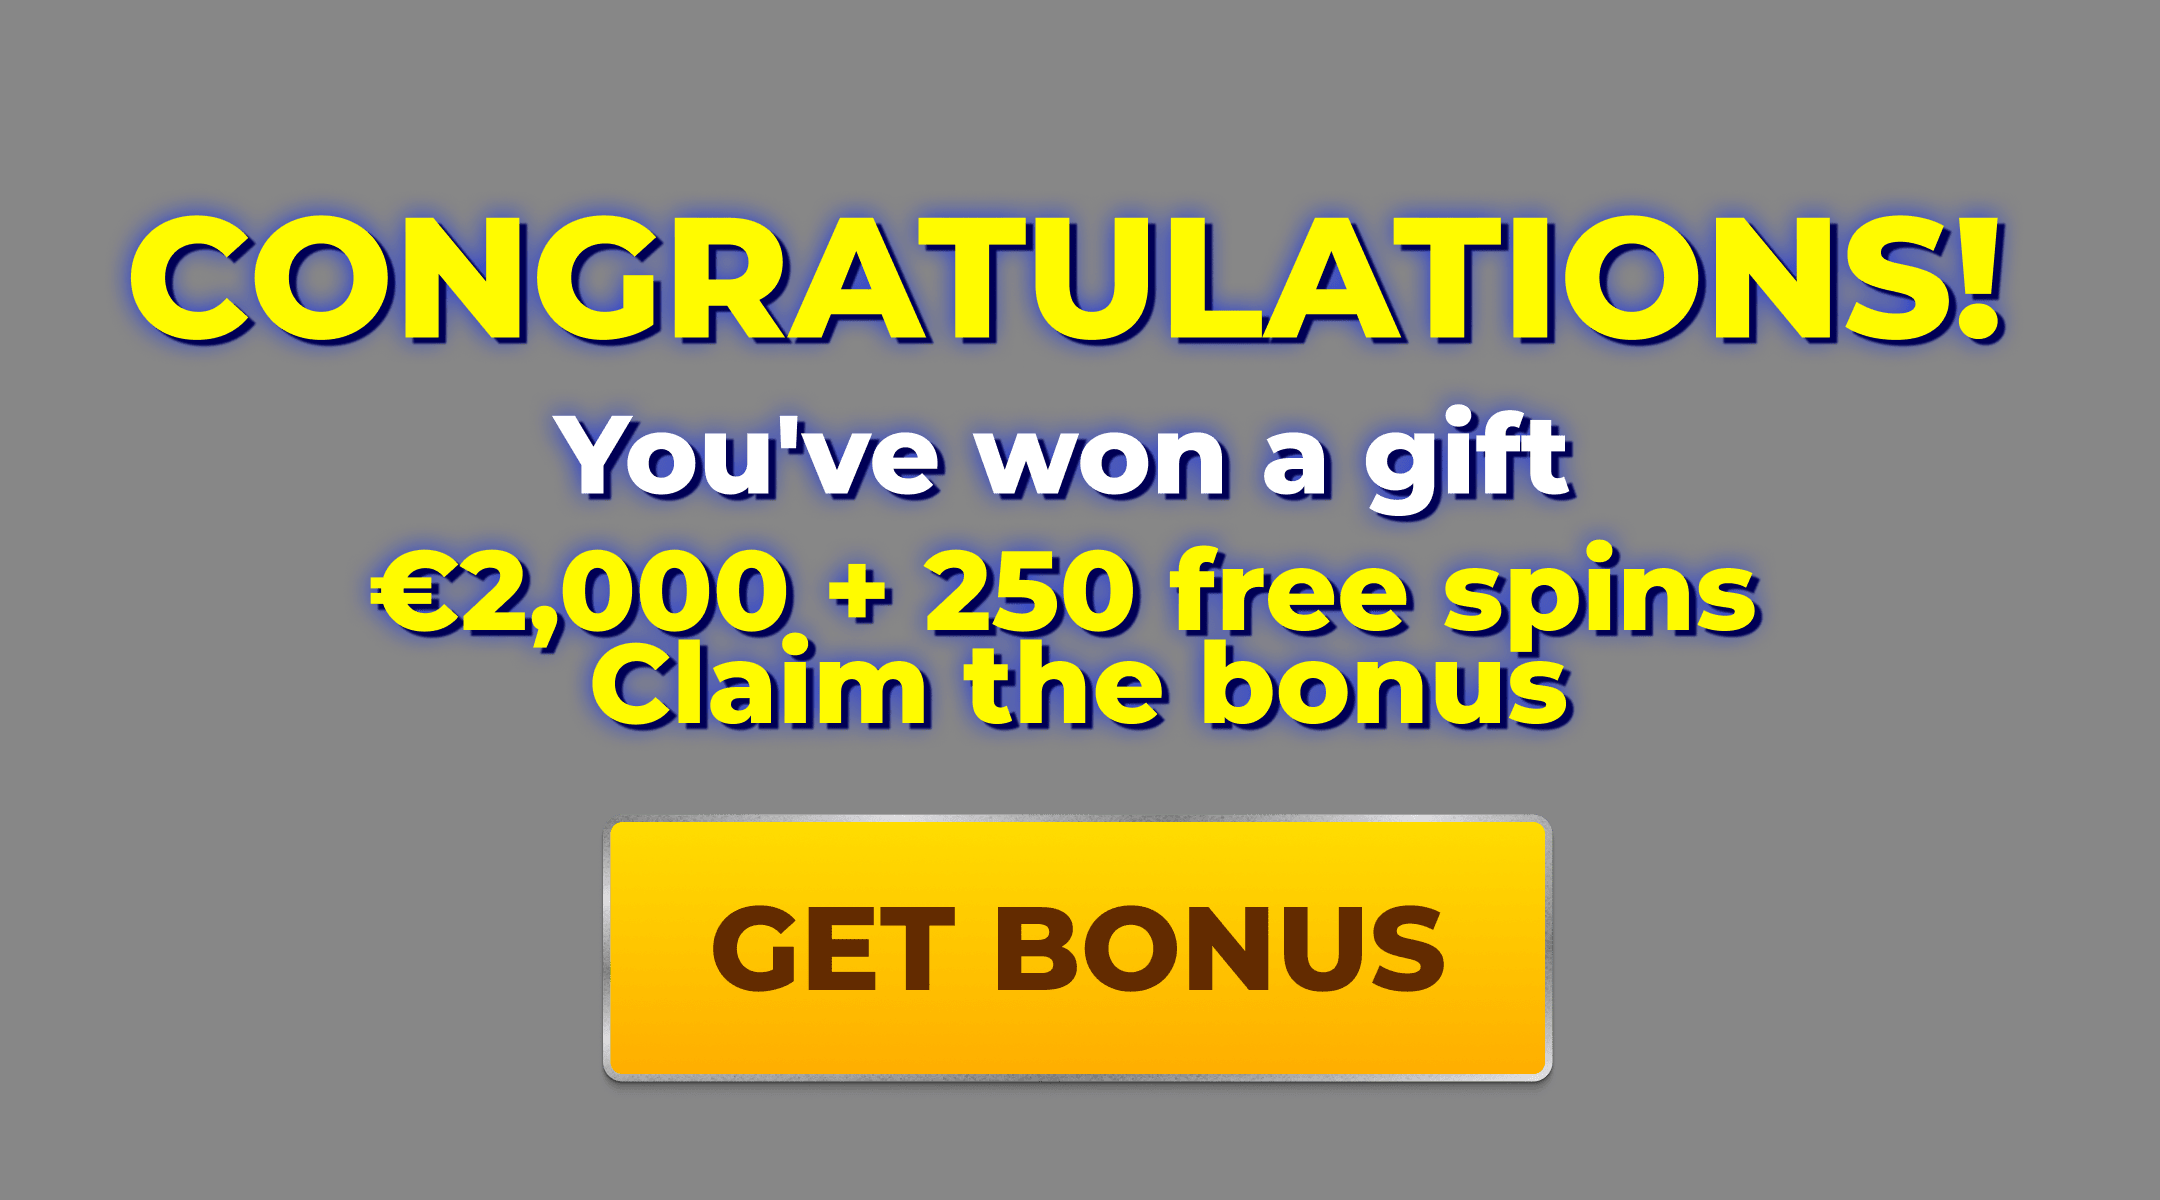 CONGRATULATIONS!
You've won a gift
€2,000 + 250 free spins
Claim the bonus
GET BONUS